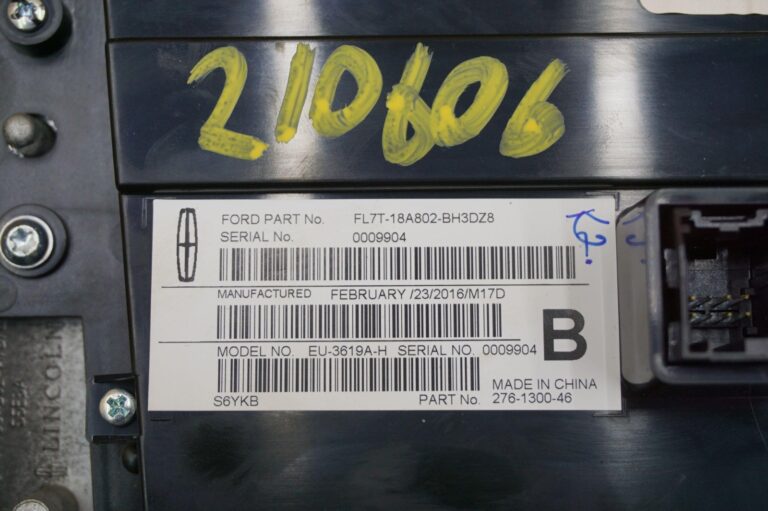 210606
FORD PART No. FL7T-18A802-BH3DZ8
SERIAL No. 0009904
MANUFACTURED FEBRUARY /23/2016/M17D
B
MODEL NO. EU-3619A-H SERIAL NO. 0009904
MADE IN CHINA
S6YKB PART No. 276-1300-46
LINCOLN